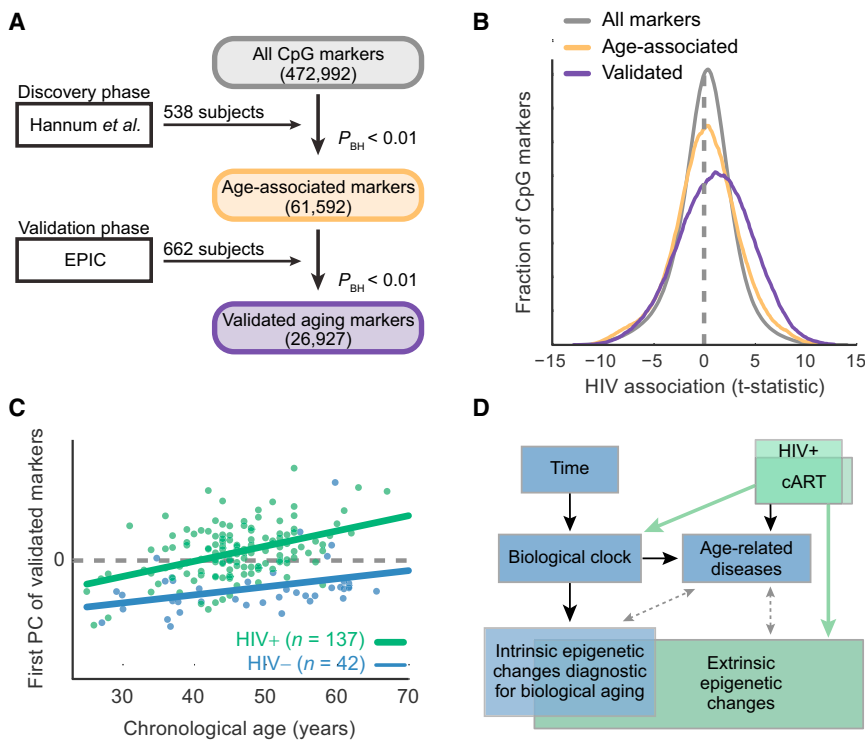 A
All CpG markers
(472,992)
Discovery phase
Hannum et al.
538 subjects
PBH < 0.01
Age-associated markers
(61,592)
Validation phase
EPIC
662 subjects
PBH < 0.01
Validated aging markers
(26,927)
B
All markers
Age-associated
Validated
Fraction of CpG markers
−15
−10
−5
0
5
10
15
HIV association (t-statistic)
C
First PC of validated markers
0
HIV+ (n = 137)
HIV− (n = 42)
30
40
50
60
70
Chronological age (years)
D
Time
HIV+
cART
Biological clock
Age-related
diseases
Intrinsic epigenetic
changes diagnostic
for biological aging
Extrinsic
epigenetic
changes